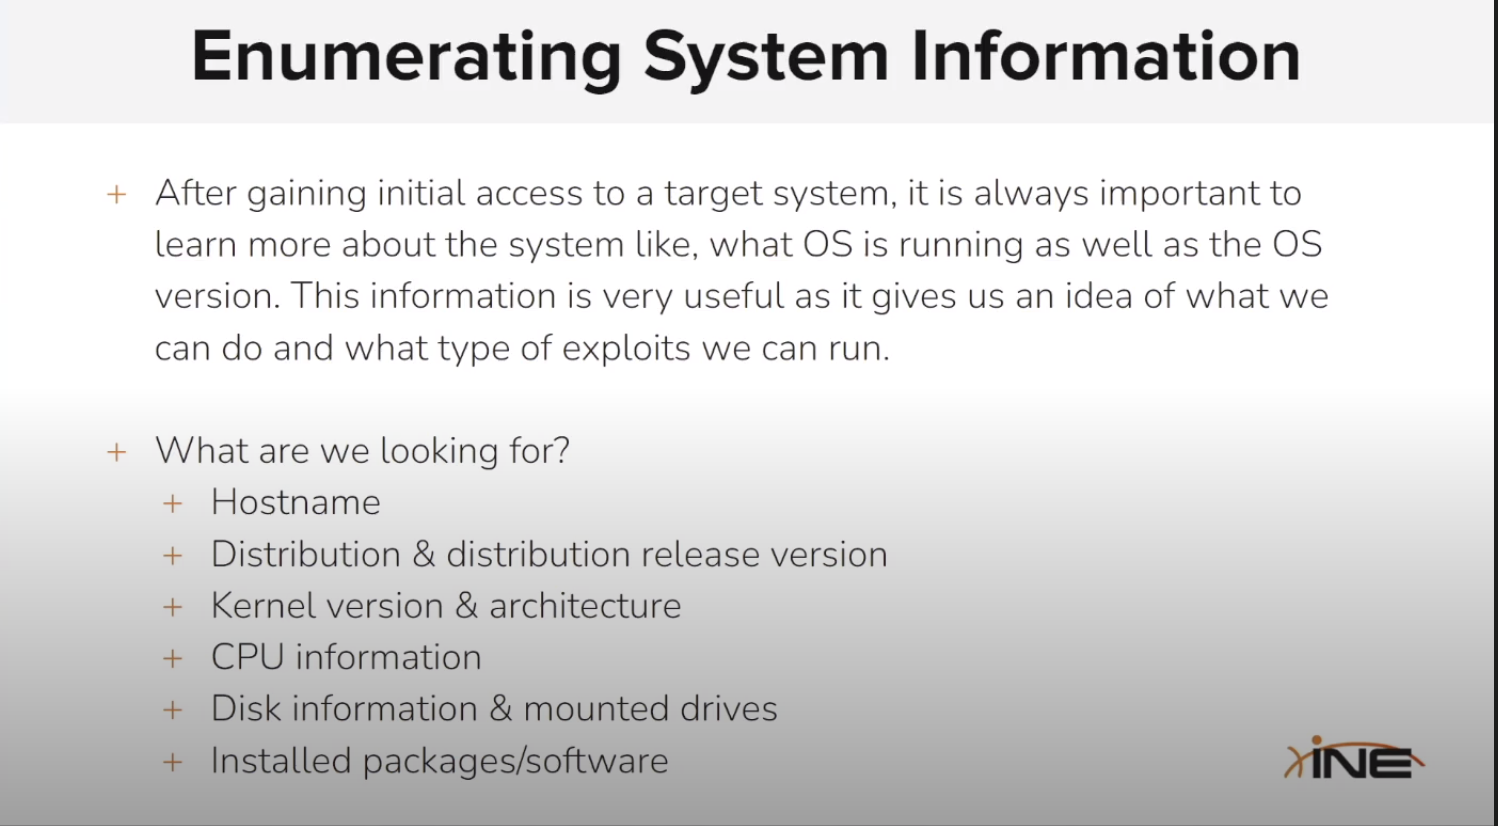 Enumerating System Information
+ After gaining initial access to a target system, it is always important to
learn more about the system like, what OS is running as well as the OS
version. This information is very useful as it gives us an idea of what we
can do and what type of exploits we can run.
+ What are we looking for?
+ Hostname
+ Distribution & distribution release version
+ Kernel version & architecture
+ CPU information
+ Disk information & mounted drives
+ Installed packages/software
INE